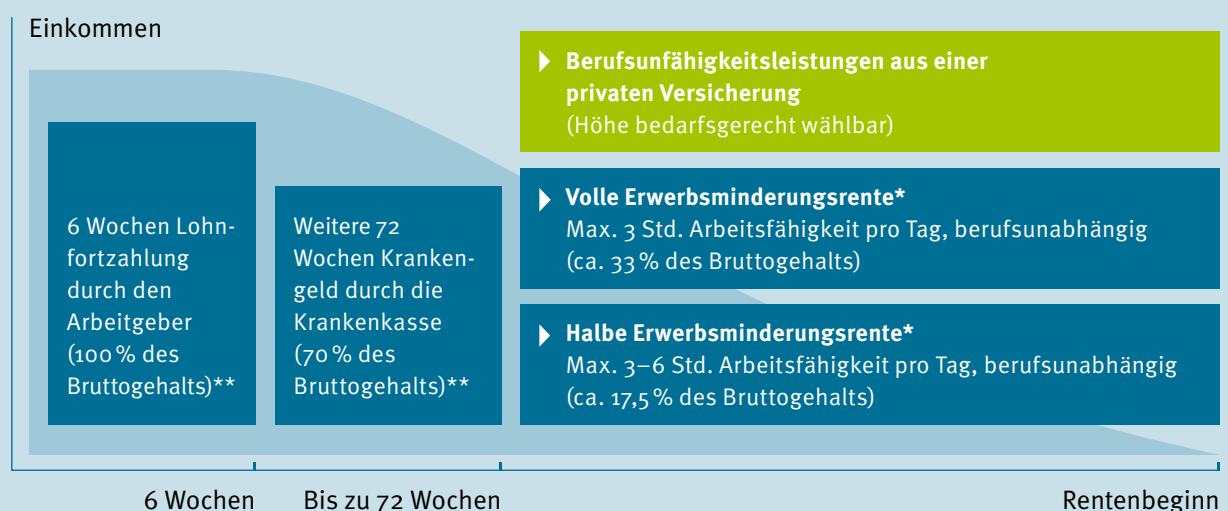 Einkommen
6 Wochen Lohn-
fortzahlung
durch den
Arbeitgeber
(100 % des
Bruttogehalts)**
Weitere 72
Wochen Kranken-
geld durch die
Krankenkasse
(70 % des
Bruttogehalts)**
Berufsunfähigkeitsleistungen aus einer
privaten Versicherung
(Höhe bedarfsgerecht wählbar)
Volle Erwerbsminderungsrente*
Max. 3 Std. Arbeitsfähigkeit pro Tag, berufsunabhängig
(ca. 33 % des Bruttogehalts)
Halbe Erwerbsminderungsrente*
Max. 3–6 Std. Arbeitsfähigkeit pro Tag, berufsunabhängig
(ca. 17,5 % des Bruttogehalts)
6 Wochen
Bis zu 72 Wochen
Rentenbeginn